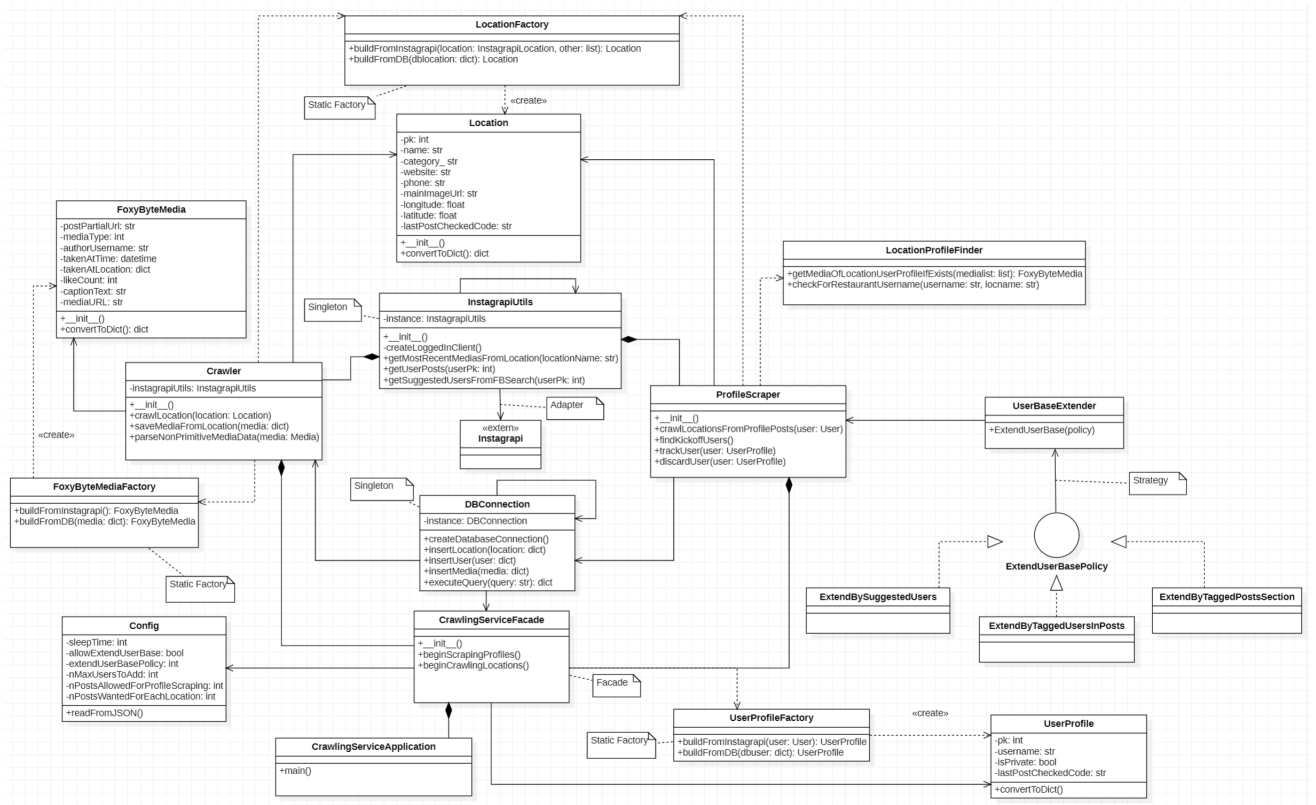 LocationFactory
+buildFromInstagrapi(location: InstagrapiLocation, other: list): Location
+buildFromDB(dblocation: dict): Location
Static Factory
«create»
Location
-pk: int
-name: str
-category_ str
-website: str
-phone: str
-mainImageUrl: str
-longitude: float
-latitude: float
-lastPostCheckedCode: str
+__init__()
+convertToDict(): dict
FoxyByteMedia
-postPartialUrl: str
-mediaType: int
-authorUsername: str
-takenAtTime: datetime
-takenAtLocation: dict
-likeCount: int
-captionText: str
-mediaURL: str
+__init__()
+convertToDict(): dict
LocationProfileFinder
+getMediaOfLocationUserProfileIfExists(medialist: list): FoxyByteMedia
+checkForRestaurantUsername(username: str, locname: str)
Singleton
InstagrapiUtils
-instance: InstagrapiUtils
+__init__()
-createLoggedInClient()
+getMostRecentMediasFromLocation(locationName: str)
+getUserPosts(userPk: int)
+getSuggestedUsersFromFBSearch(userPk: int)
Crawler
-instagrapiUtils: InstagrapiUtils
+__init__()
+crawlLocation(location: Location)
+saveMediaFromLocation(media: dict)
+parseNonPrimitiveMediaData(media: Media)
Adapter
«extern»
Instagrapi
ProfileScraper
+__init__()
+crawlLocationsFromProfilePosts(user: User)
+findKickoffUsers()
+trackUser(user: UserProfile)
+discardUser(user: UserProfile)
UserBaseExtender
+ExtendUserBase(policy)
«create»
FoxyByteMediaFactory
+buildFromInstagrapi(): FoxyByteMedia
+buildFromDB(media: dict): FoxyByteMedia
Static Factory
Singleton
DBConnection
-instance: DBConnection
+createDatabaseConnection()
+insertLocation(location: dict)
+insertUser(user: dict)
+insertMedia(media: dict)
+executeQuery(query: str): dict
Strategy
ExtendUserBasePolicy
ExtendBySuggestedUsers
ExtendByTaggedUsersInPosts
ExtendByTaggedPostsSection
Config
-sleepTime: int
-allowExtendUserBase: bool
-extendUserBasePolicy: int
-nMaxUsersToAdd: int
-nPostsAllowedForProfileScraping: int
-nPostsWantedForEachLocation: int
+readFromJSON()
CrawlingServiceFacade
+__init__()
+beginScrapingProfiles()
+beginCrawlingLocations()
Facade
CrawlingServiceApplication
+main()
Static Factory
UserProfileFactory
+buildFromInstagrapi(user: User): UserProfile
+buildFromDB(dbuser: dict): UserProfile
«create»
UserProfile
-pk: int
-username: str
-isPrivate: bool
-lastPostCheckedCode: str
+convertToDict()